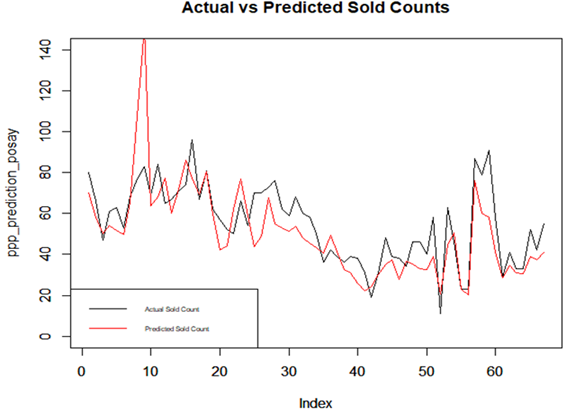 Actual vs Predicted Sold Counts
ppp_prediction_posay
140
120
100
80
60
40
20
0
Actual Sold Count
Predicted Sold Count
0 10 20 30 40 50 60
Index